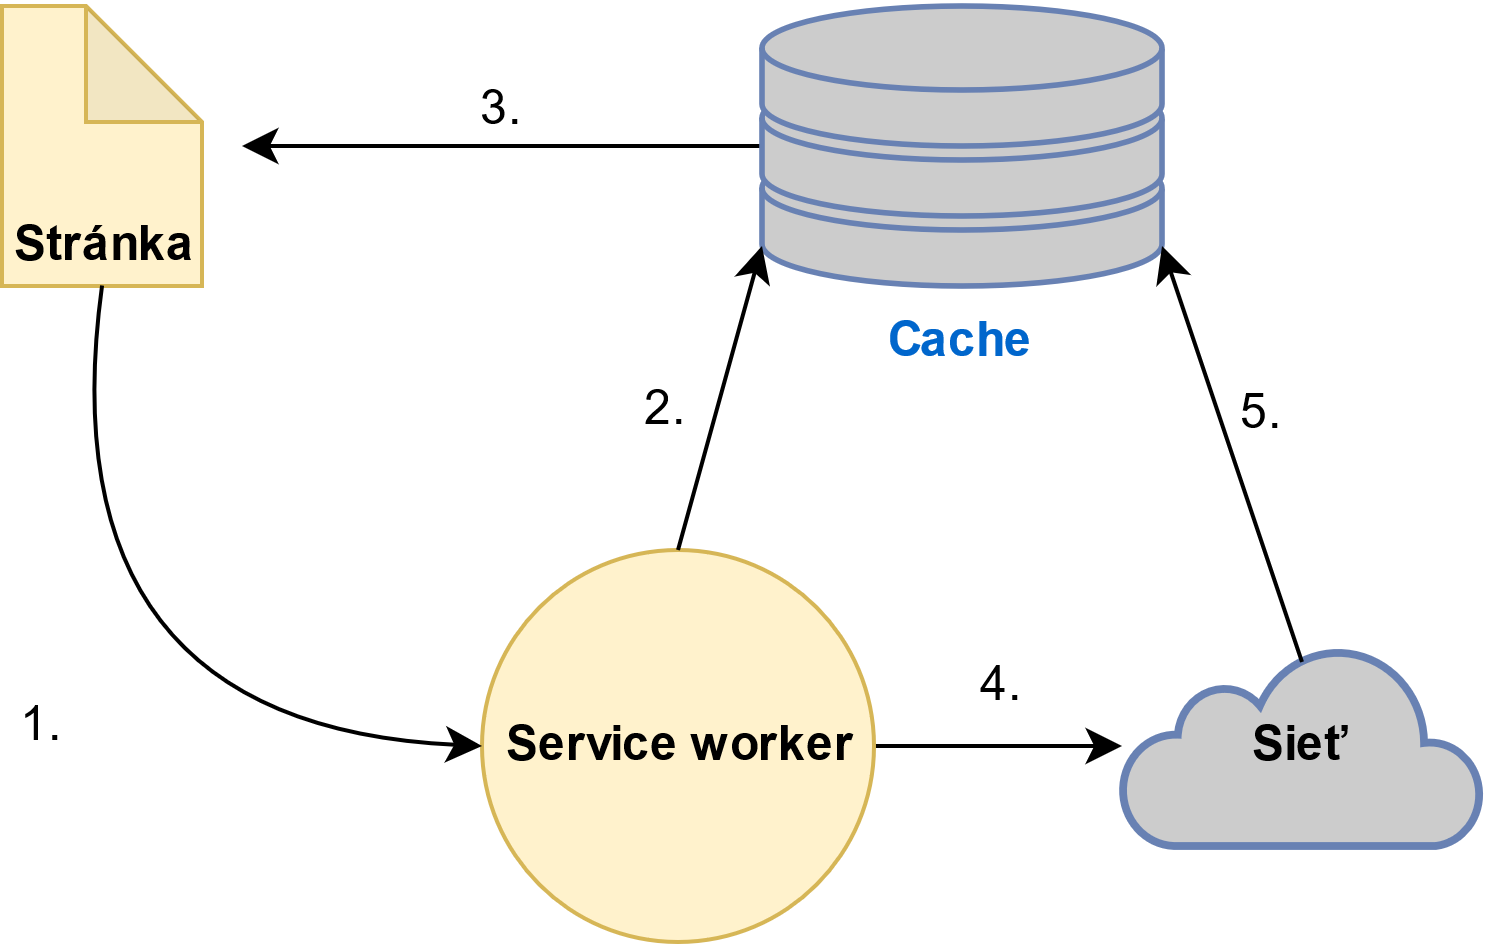 3.
Stránka
Cache
2.
5.
4.
1.
Service worker
Sieť